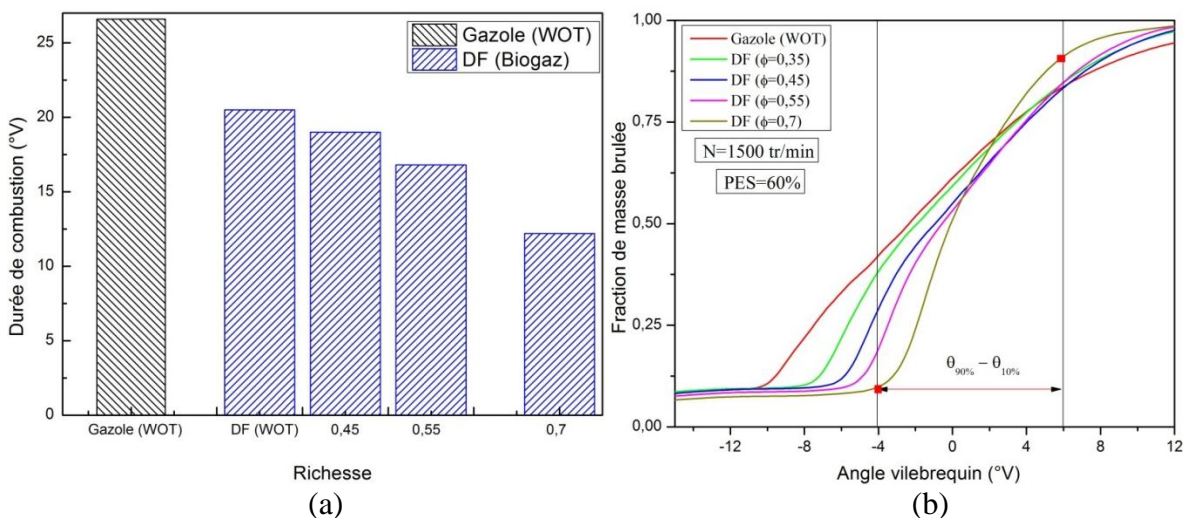 25
20
15
10
5
0
Durée de combustion (°V)
Gazole (WOT)
DF (Biogaz)
Gazole (WOT) DF (WOT) 0,45 0,55 0,7
Richesse
(a)
1,00
0,75
0,50
0,25
0,00
Fraction de masse brulée
Gazole (WOT)
DF (ϕ=0,35)
DF (ϕ=0,45)
DF (ϕ=0,55)
DF (ϕ=0,7)
N=1500 tr/min
PES=60%
θ90% − θ10%
-12 -8 -4 0 4 8 12
Angle vilebrequin (°V)
(b)